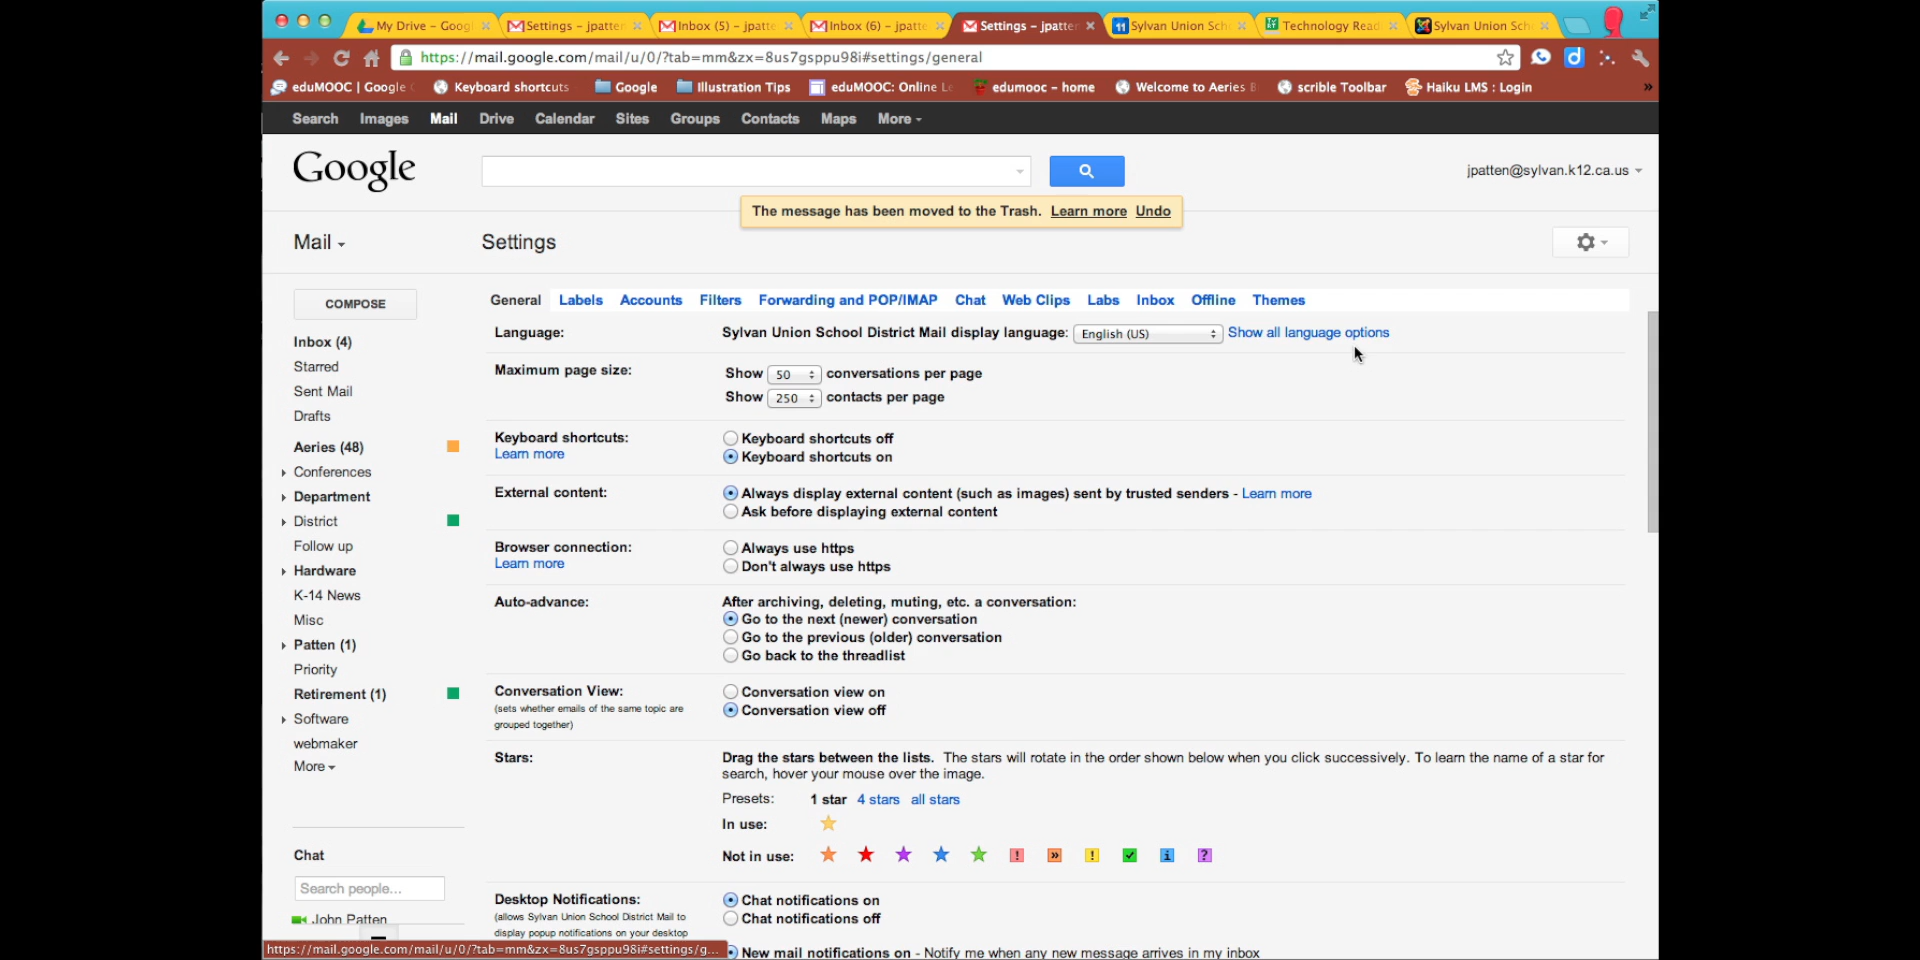 My Drive – Goog
Settings – jpatte
Inbox (5) – jpatte
Inbox (6) – jpatte
Settings – jpatte
11 Sylvan Union Sch
Technology Read
Sylvan Union Sch
https://mail.google.com/mail/u/0/?tab=mm&zx=8us7gsppu98i#settings/general
eduMOOC | Google
Keyboard shortcuts
Google
Illustration Tips
eduMOOC: Online Le
edumooc – home
Welcome to Aeries
scrible Toolbar
Haiku LMS : Login
»
Search Images Mail Drive Calendar Sites Groups Contacts Maps More
Google
jpatten@sylvan.k12.ca.us
The message has been moved to the Trash. Learn more Undo
Mail
Settings
COMPOSE
Inbox (4)
Starred
Sent Mail
Drafts
Aeries (48)
Conferences
Department
District
Follow up
Hardware
K-14 News
Misc
Patten (1)
Priority
Retirement (1)
Software
webmaker
More
Chat
Search people...
John Patten
General Labels Accounts Filters Forwarding and POP/IMAP Chat Web Clips Labs Inbox Offline Themes
Language: Sylvan Union School District Mail display language: English (US) Show all language options
Maximum page size: Show 50 conversations per page
Show 250 contacts per page
Keyboard shortcuts: Keyboard shortcuts off
Learn more Keyboard shortcuts on
External content: Always display external content (such as images) sent by trusted senders - Learn more
Ask before displaying external content
Browser connection: Always use https
Learn more Don't always use https
Auto-advance: After archiving, deleting, muting, etc. a conversation:
Go to the next (newer) conversation
Go to the previous (older) conversation
Go back to the threadlist
Conversation View: Conversation view on
(sets whether emails of the same topic are Conversation view off
grouped together)
Stars: Drag the stars between the lists. The stars will rotate in the order shown below when you click successively. To learn the name of a star for
search, hover your mouse over the image.
Presets: 1 star 4 stars all stars
In use:
Not in use: ! » ! i ?
Desktop Notifications: Chat notifications on
(allows Sylvan Union School District Mail to Chat notifications off
display popup notifications on your desktop
New mail notifications on - Notify me when any new message arrives in my inbox
https://mail.google.com/mail/u/0/?tab=mm&zx=8us7gsppu98i#settings/g...